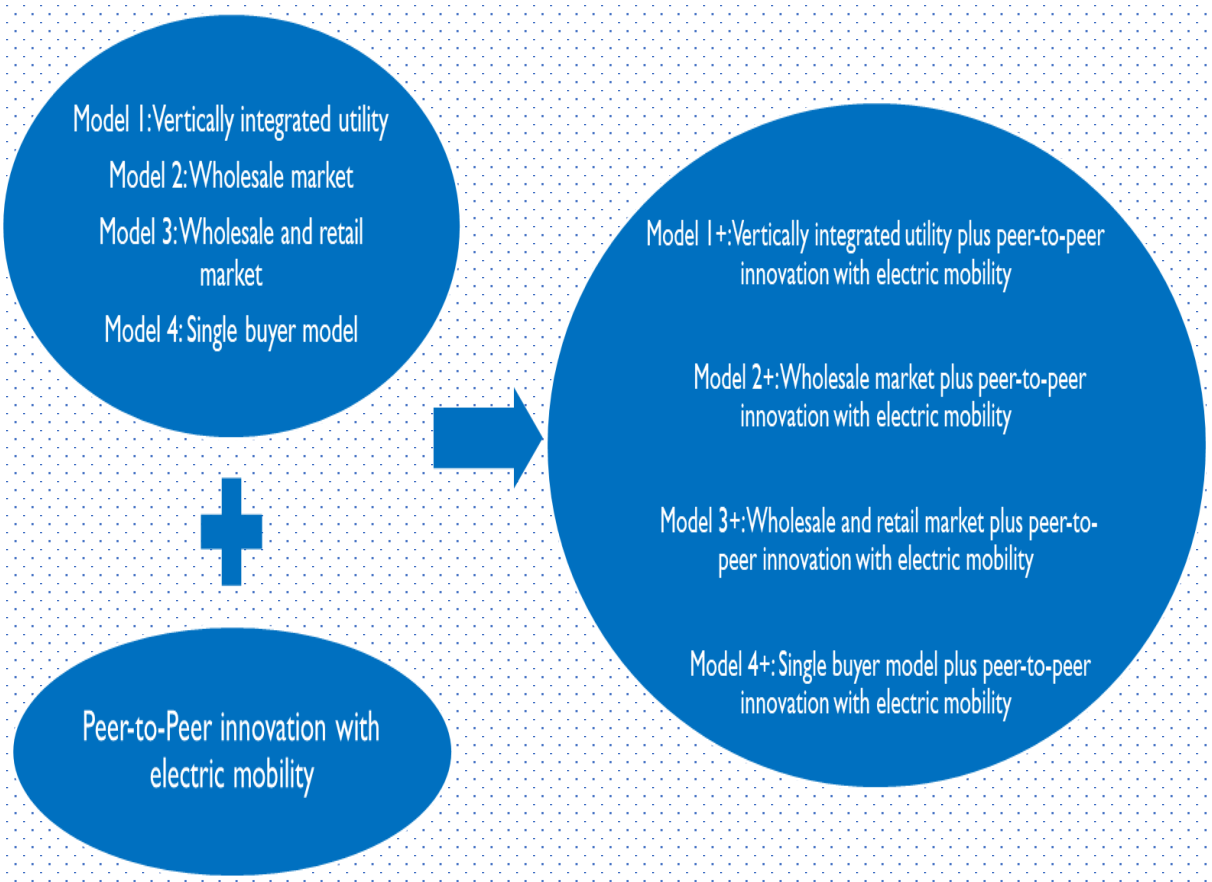 Model 1: Vertically integrated utility
Model 2: Wholesale market
Model 3: Wholesale and retail
market
Model 4: Single buyer model
Peer-to-Peer innovation with
electric mobility
Model 1+: Vertically integrated utility plus peer-to-peer
innovation with electric mobility
Model 2+: Wholesale market plus peer-to-peer
innovation with electric mobility
Model 3+: Wholesale and retail market plus peer-to-
peer innovation with electric mobility
Model 4+: Single buyer model plus peer-to-peer
innovation with electric mobility